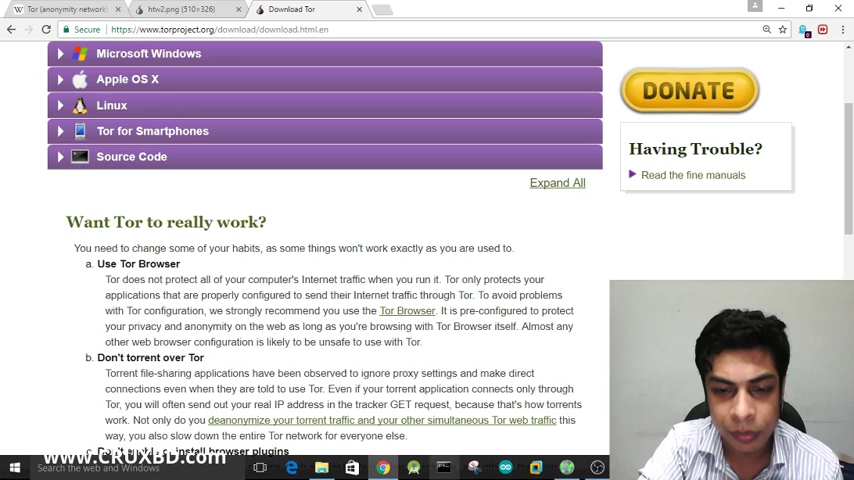 Tor (anonymity network)
htw2.png (510×326)
Download Tor
Secure
https://www.torproject.org/download/download.html.en
Microsoft Windows
Apple OS X
Linux
Tor for Smartphones
Source Code
Expand All
DONATE
Having Trouble?
Read the fine manuals
Want Tor to really work?
You need to change some of your habits, as some things won't work exactly as you are used to.
a. Use Tor Browser
Tor does not protect all of your computer's Internet traffic when you run it. Tor only protects your
applications that are properly configured to send their Internet traffic through Tor. To avoid problems
with Tor configuration, we strongly recommend you use the Tor Browser. It is pre-configured to protect
your privacy and anonymity on the web as long as you're browsing with Tor Browser itself. Almost any
other web browser configuration is likely to be unsafe to use with Tor.
b. Don't torrent over Tor
Torrent file-sharing applications have been observed to ignore proxy settings and make direct
connections even when they are told to use Tor. Even if your torrent application connects only through
Tor, you will often send out your real IP address in the tracker GET request, because that's how torrents
work. Not only do you deanonymize your torrent traffic and your other simultaneous Tor web traffic this
way, you also slow down the entire Tor network for everyone else.
install browser plugins
www.CRUXBD.com
Search the web and Windows